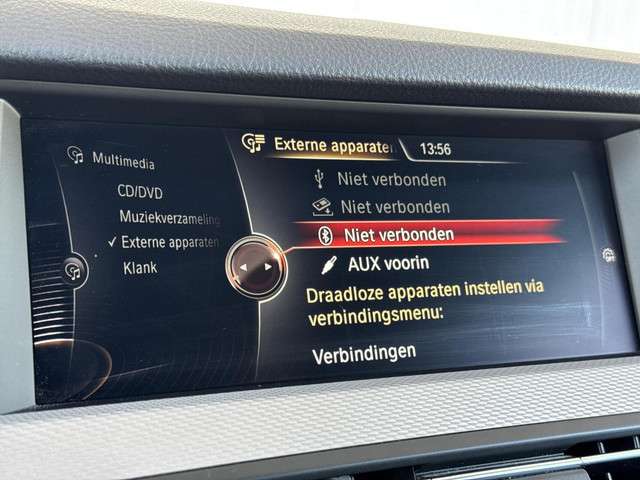 Multimedia
CD/DVD
Muziekverzameling
Externe apparaten
Klank
Externe apparaten
13:56
Niet verbonden
Niet verbonden
Niet verbonden
AUX voorin
Draadloze apparaten instellen via
verbindingsmenu:
Verbindingen